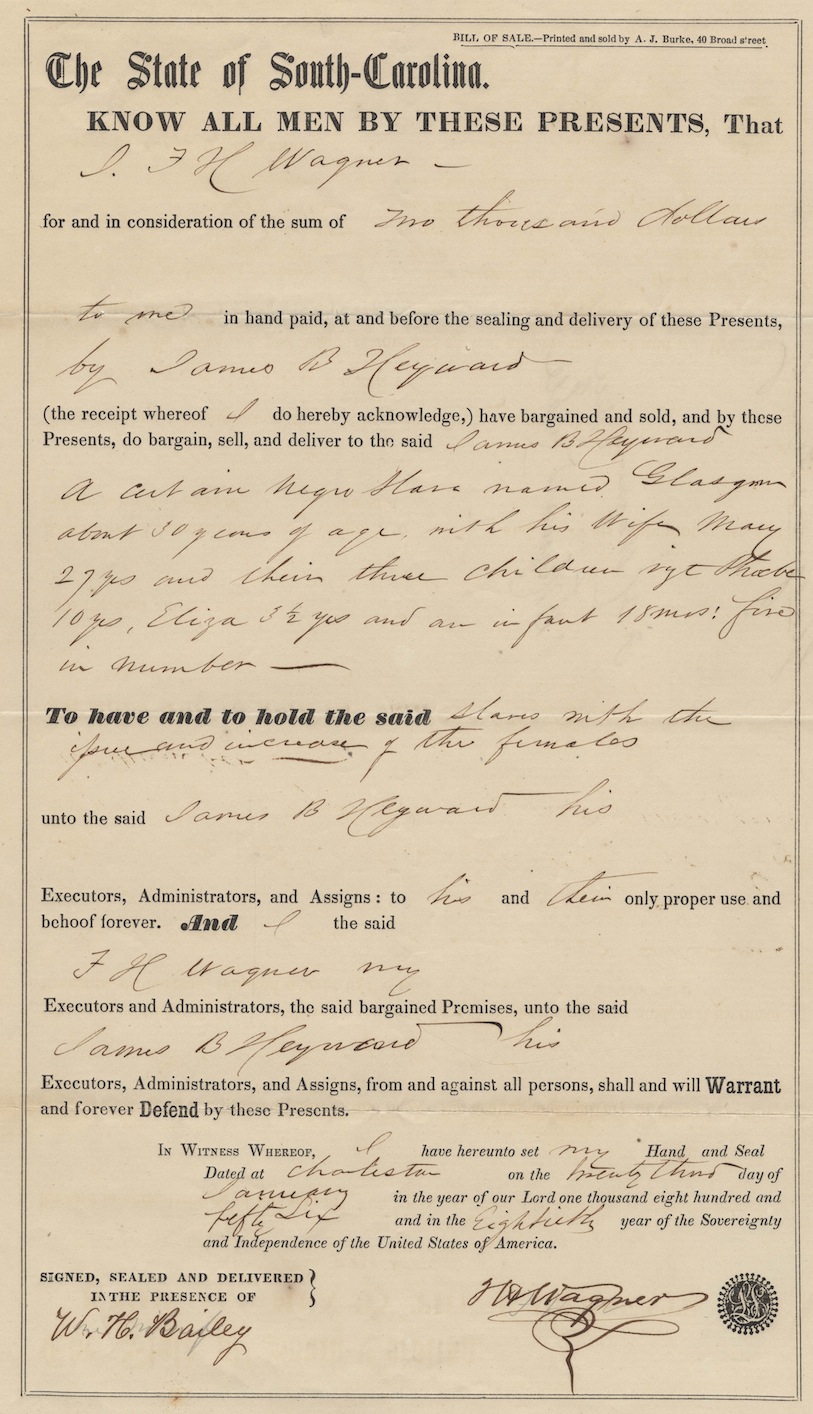 BILL OF SALE.—Printed and sold by A. J. Burke, 40 Broad street
The State of South-Carolina.
KNOW ALL MEN BY THESE PRESENTS, That
I. F H Wagner —
for and in consideration of the sum of Two thousand dollars
to me in hand paid, at and before the sealing and delivery of these Presents,
by James B Heyward
(the receipt whereof I do hereby acknowledge,) have bargained and sold, and by these
Presents, do bargain, sell, and deliver to the said James B Heyward
A certain Negro Slave named Glasgow
about 30 years of age, with his Wife Mary
27 yrs and their three children vizt Phoebe
10 yrs, Eliza 3½ yrs and an infant 18 mos: five
in number —
To have and to hold the said slaves with the
issue and increase of the females
unto the said James B Heyward his
Executors, Administrators, and Assigns: to his and their only proper use and
behoof forever. And I the said
F H Wagner my
Executors and Administrators, the said bargained Premises, unto the said
James B Heyward his
Executors, Administrators, and Assigns, from and against all persons, shall and will Warrant
and forever Defend by these Presents.
IN WITNESS WHEREOF, I have hereunto set my Hand and Seal
Dated at Charleston on the twenty third day of
January in the year of our Lord one thousand eight hundred and
fifty Six and in the Eightieth year of the Sovereignty
and Independence of the United States of America.
SIGNED, SEALED AND DELIVERED
IN THE PRESENCE OF
FH Wagner
W. H. Bailey